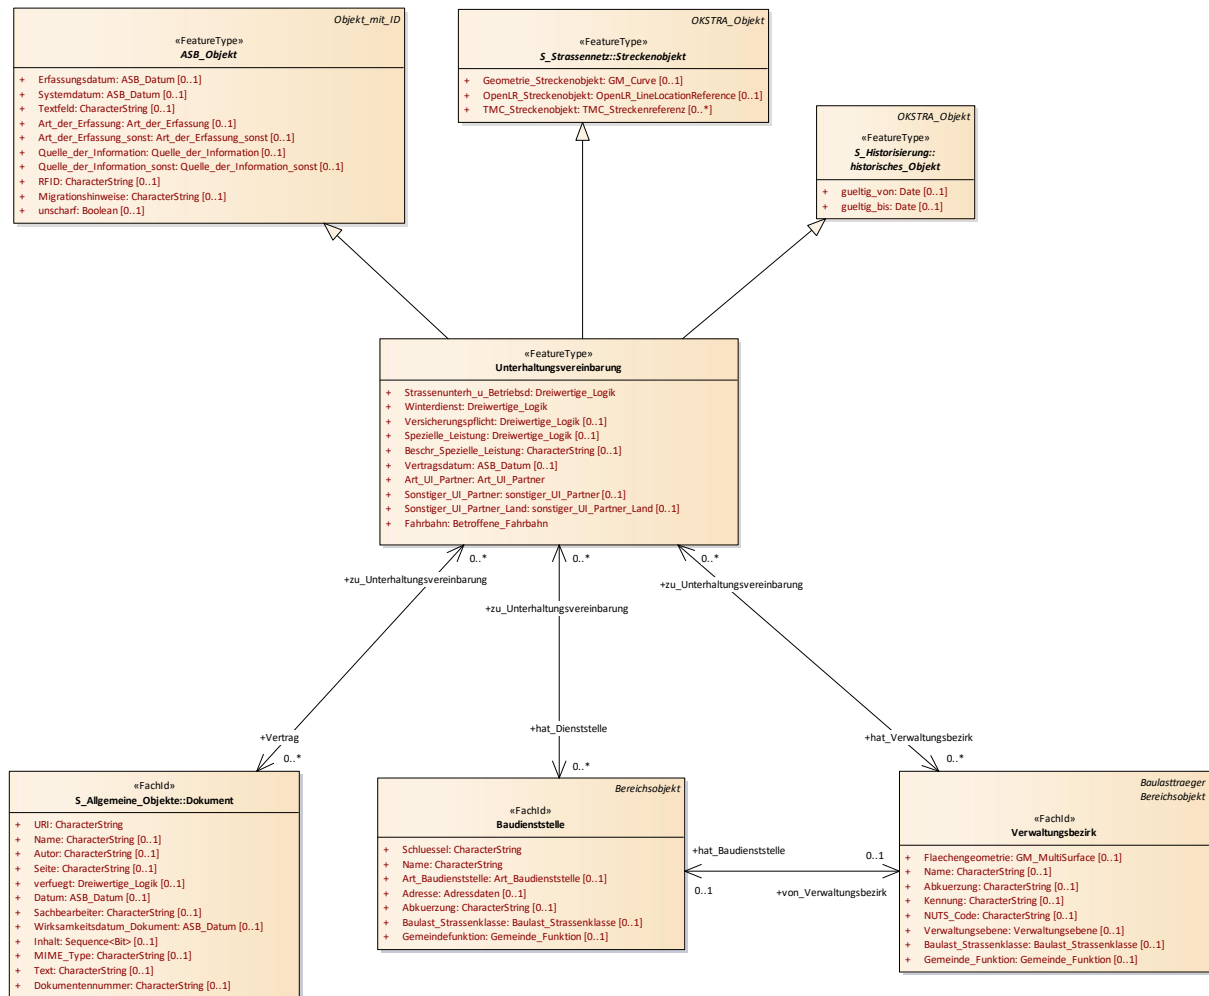 Objekt_mit_ID
«FeatureType»
ASB_Objekt
+ Erfassungsdatum: ASB_Datum [0..1]
+ Systemdatum: ASB_Datum [0..1]
+ Textfeld: CharacterString [0..1]
+ Art_der_Erfassung: Art_der_Erfassung [0..1]
+ Art_der_Erfassung_sonst: Art_der_Erfassung_sonst [0..1]
+ Quelle_der_Information: Quelle_der_Information [0..1]
+ Quelle_der_Information_sonst: Quelle_der_Information_sonst [0..1]
+ RFID: CharacterString [0..1]
+ Migrationshinweise: CharacterString [0..1]
+ unscharf: Boolean [0..1]
OKSTRA_Objekt
«FeatureType»
S_Strassennetz::Streckenobjekt
+ Geometrie_Streckenobjekt: GM_Curve [0..1]
+ OpenLR_Streckenobjekt: OpenLR_LineLocationReference [0..1]
+ TMC_Streckenobjekt: TMC_Streckenreferenz [0..*]
OKSTRA_Objekt
«FeatureType»
S_Historisierung::
historisches_Objekt
+ gueltig_von: Date [0..1]
+ gueltig_bis: Date [0..1]
«FeatureType»
Unterhaltungsvereinbarung
+ Strassenunterh_u_Betriebsd: Dreiwertige_Logik
+ Winterdienst: Dreiwertige_Logik
+ Versicherungspflicht: Dreiwertige_Logik [0..1]
+ Spezielle_Leistung: Dreiwertige_Logik [0..1]
+ Beschr_Spezielle_Leistung: CharacterString [0..1]
+ Vertragsdatum: ASB_Datum [0..1]
+ Art_UI_Partner: Art_UI_Partner
+ Sonstiger_UI_Partner: sonstiger_UI_Partner [0..1]
+ Sonstiger_UI_Partner_Land: sonstiger_UI_Partner_Land [0..1]
+ Fahrbahn: Betroffene_Fahrbahn
0..*
0..*
0..*
+zu_Unterhaltungsvereinbarung
+zu_Unterhaltungsvereinbarung
+zu_Unterhaltungsvereinbarung
+Vertrag
0..*
+hat_Dienststelle
0..*
+hat_Verwaltungsbezirk
0..*
«FachId»
S_Allgemeine_Objekte::Dokument
+ URI: CharacterString
+ Name: CharacterString [0..1]
+ Autor: CharacterString [0..1]
+ Seite: CharacterString [0..1]
+ verfuegt: Dreiwertige_Logik [0..1]
+ Datum: ASB_Datum [0..1]
+ Sachbearbeiter: CharacterString [0..1]
+ Wirksamkeitsdatum_Dokument: ASB_Datum [0..1]
+ Inhalt: Sequence<Bit> [0..1]
+ MIME_Type: CharacterString [0..1]
+ Text: CharacterString [0..1]
+ Dokumentennummer: CharacterString [0..1]
Bereichsobjekt
«FachId»
Baudienststelle
+ Schluessel: CharacterString
+ Name: CharacterString
+ Art_Baudienststelle: Art_Baudienststelle [0..1]
+ Adresse: Adressdaten [0..1]
+ Abkuerzung: CharacterString [0..1]
+ Baulast_Strassenklasse: Baulast_Strassenklasse [0..1]
+ Gemeindefunktion: Gemeinde_Funktion [0..1]
+hat_Baudienststelle
0..1
0..1
+von_Verwaltungsbezirk
Baulasttraeger
Bereichsobjekt
«FachId»
Verwaltungsbezirk
+ Flaechengeometrie: GM_MultiSurface [0..1]
+ Name: CharacterString [0..1]
+ Abkuerzung: CharacterString [0..1]
+ Kennung: CharacterString [0..1]
+ NUTS_Code: CharacterString [0..1]
+ Verwaltungsebene: Verwaltungsebene [0..1]
+ Baulast_Strassenklasse: Baulast_Strassenklasse [0..1]
+ Gemeinde_Funktion: Gemeinde_Funktion [0..1]